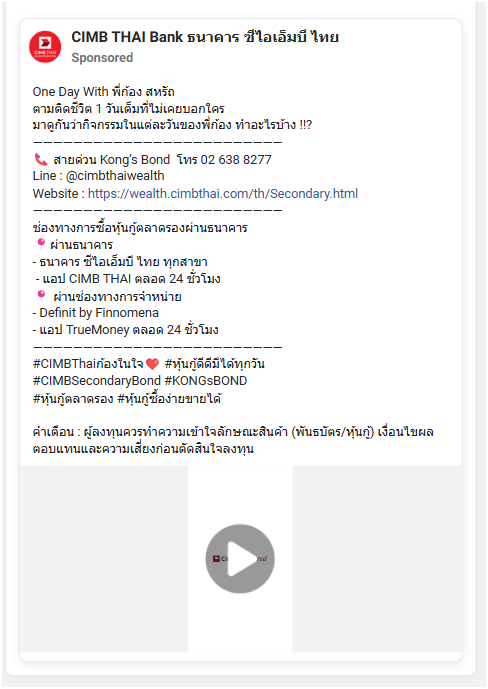 CIMB THAI Bank ธนาคาร ซีไอเอ็มบี ไทย
Sponsored
CIMB THAI
One Day With พี่ก้อง สหรัถ
ตามติดชีวิต 1 วันเต็มที่ไม่เคยบอกใคร
มาดูกันว่ากิจกรรมในแต่ละวันของพี่ก้อง ทำอะไรบ้าง !!?
—————————————————————————
📞 สายด่วน Kong's Bond โทร 02 638 8277
Line : @cimbthaiwealth
Website : https://wealth.cimbthai.com/th/Secondary.html
—————————————————————————
ช่องทางการซื้อหุ้นกู้ตลาดรองผ่านธนาคาร
📍 ผ่านธนาคาร
- ธนาคาร ซีไอเอ็มบี ไทย ทุกสาขา
- แอป CIMB THAI ตลอด 24 ชั่วโมง
📍 ผ่านช่องทางการจำหน่าย
- Definit by Finnomena
- แอป TrueMoney ตลอด 24 ชั่วโมง
—————————————————————————
#CIMBThaiก้องในใจ❤️ #หุ้นกู้ดีดีมีได้ทุกวัน
#CIMBSecondaryBond #KONGsBOND
#หุ้นกู้ตลาดรอง #หุ้นกู้ซื้อง่ายขายได้
คำเตือน : ผู้ลงทุนควรทำความเข้าใจลักษณะสินค้า (พันธบัตร/หุ้นกู้) เงื่อนไขผล
ตอบแทนและความเสี่ยงก่อนตัดสินใจลงทุน